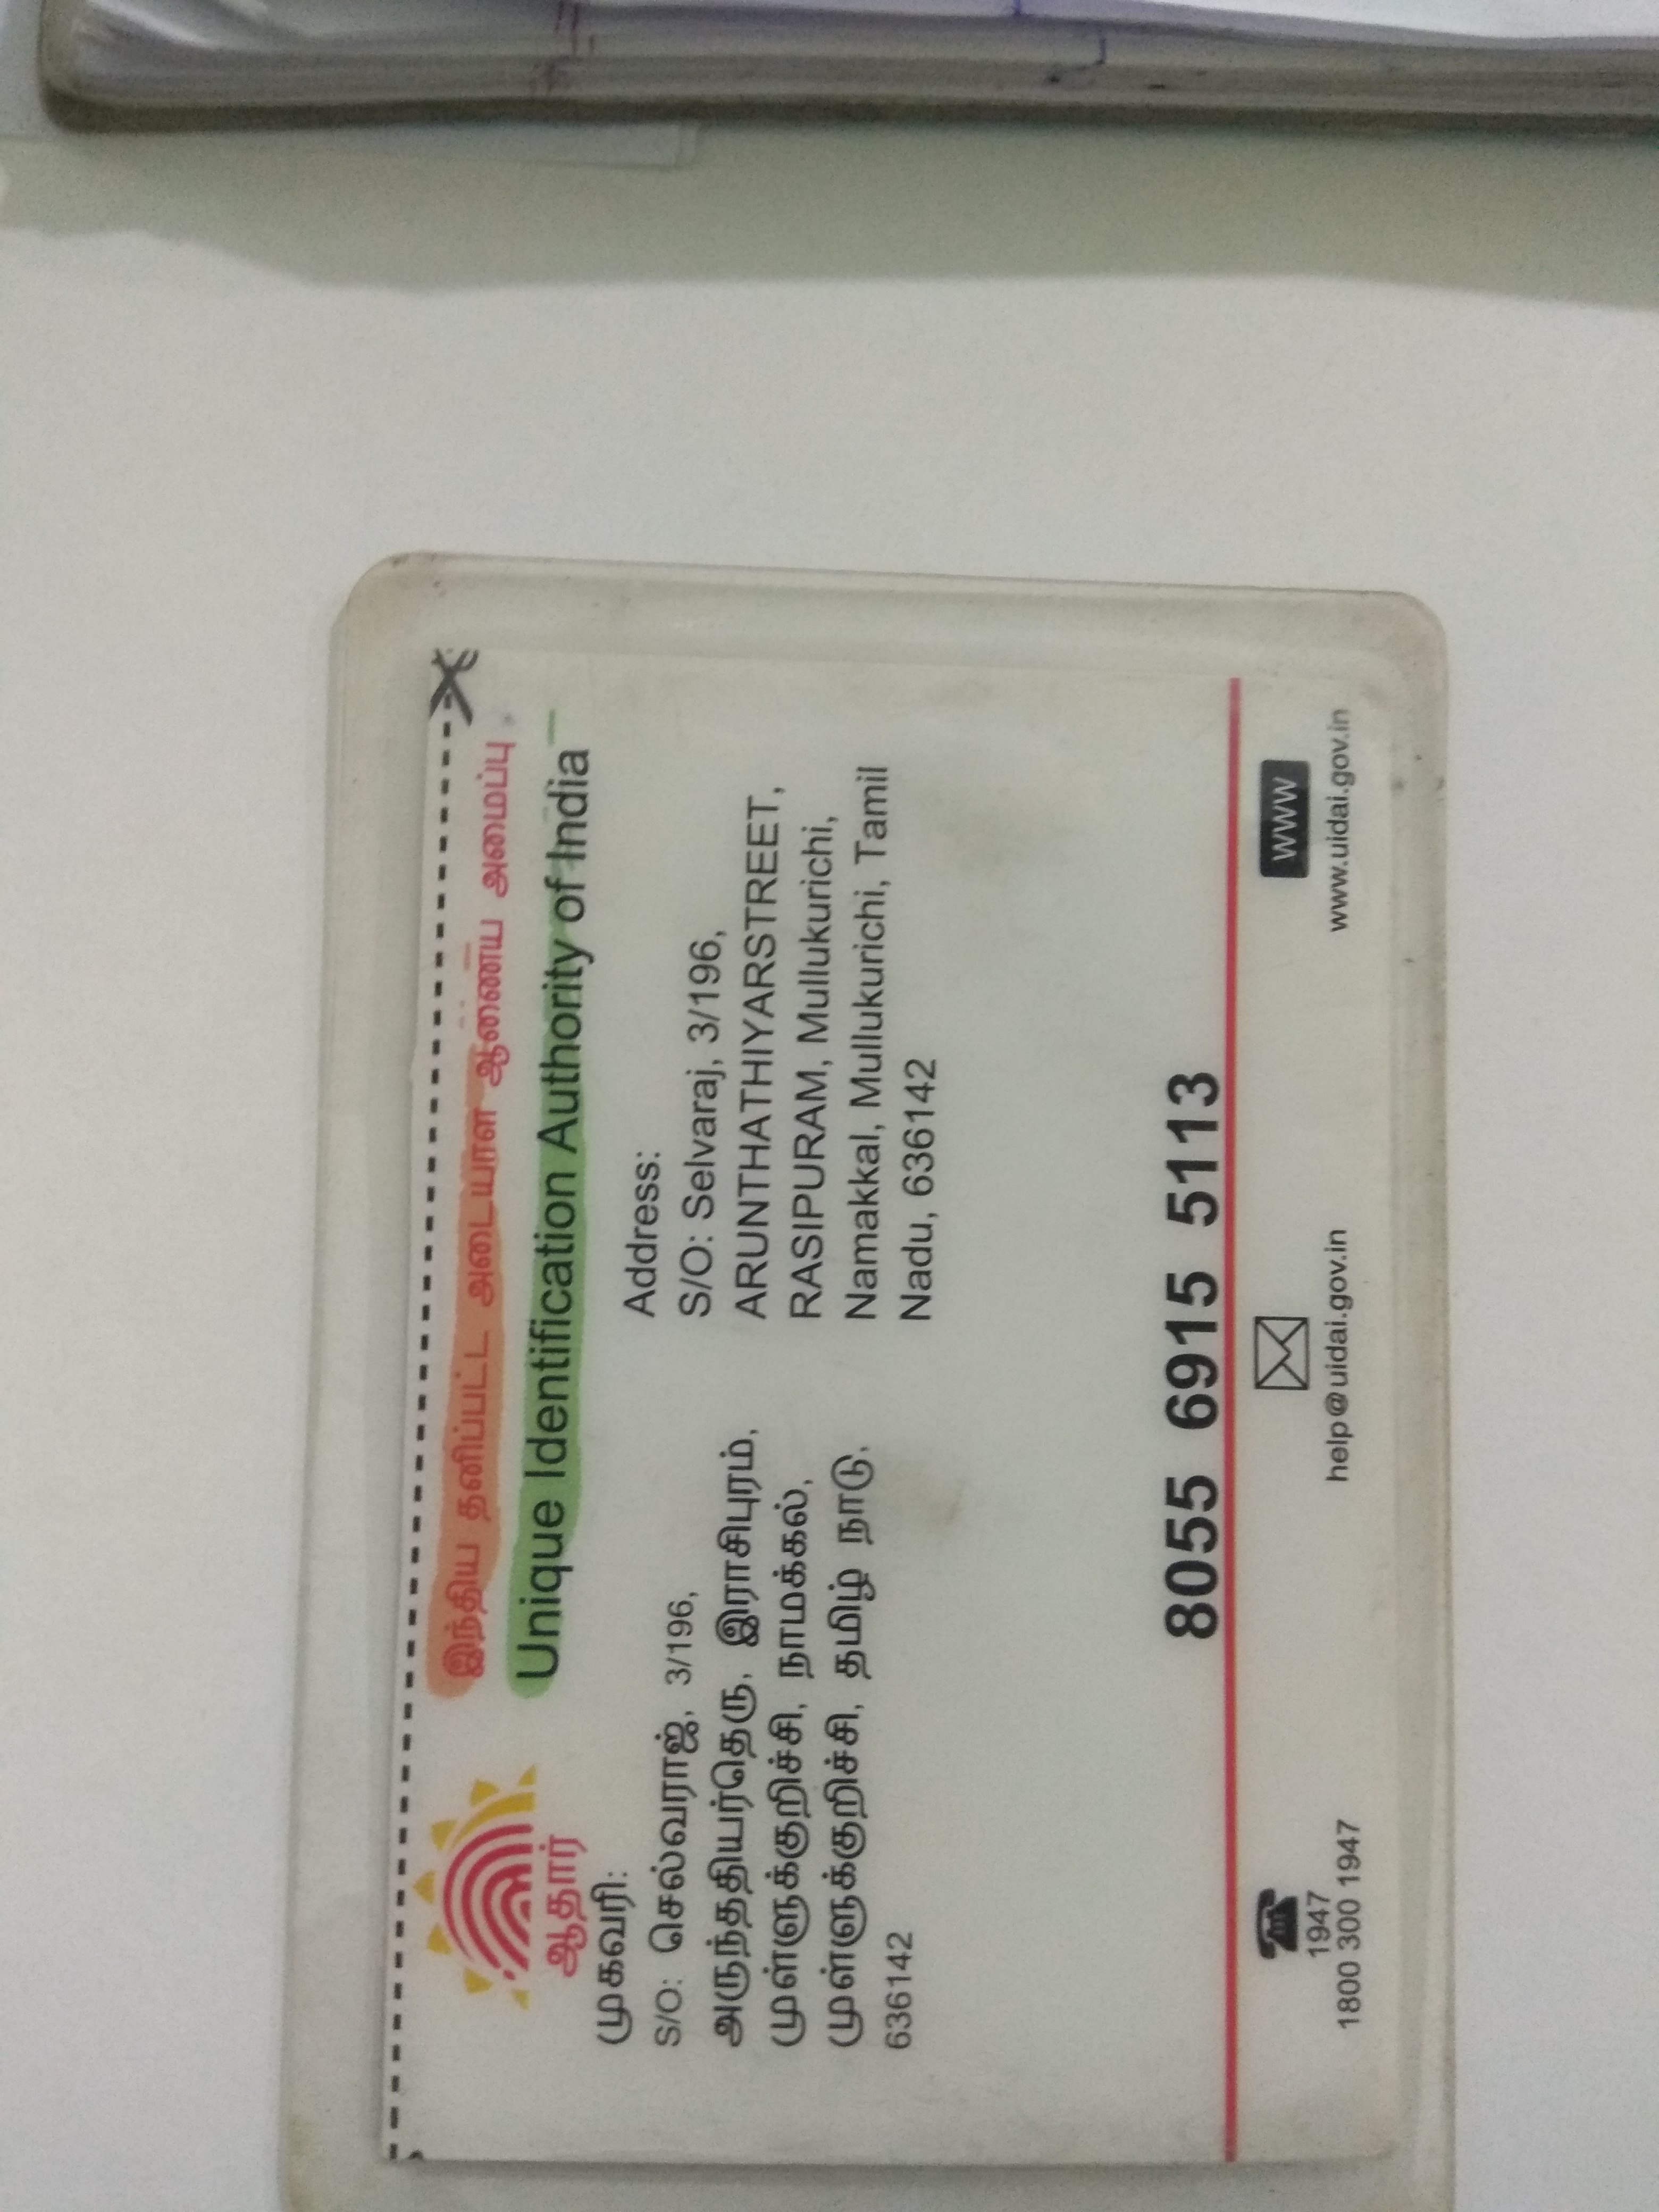 இந்திய தனிப்பட்ட அடையாள ஆணைய அமைப்பு
Unique Identification Authority of India
ஆதார்
முகவரி:
S/O: செல்வராஜ், 3/196,
அருந்ததியர்தெரு, இராசிபுரம்,
முள்ளுக்குறிச்சி, நாமக்கல்,
முள்ளுக்குறிச்சி, தமிழ் நாடு,
636142
Address:
S/O: Selvaraj, 3/196,
ARUNTHATHIYARSTREET,
RASIPURAM, Mullukurichi,
Namakkal, Mullukurichi, Tamil
Nadu, 636142
8055 6915 5113
1947
1800 300 1947
help@uidai.gov.in
WWW
www.uidai.gov.in